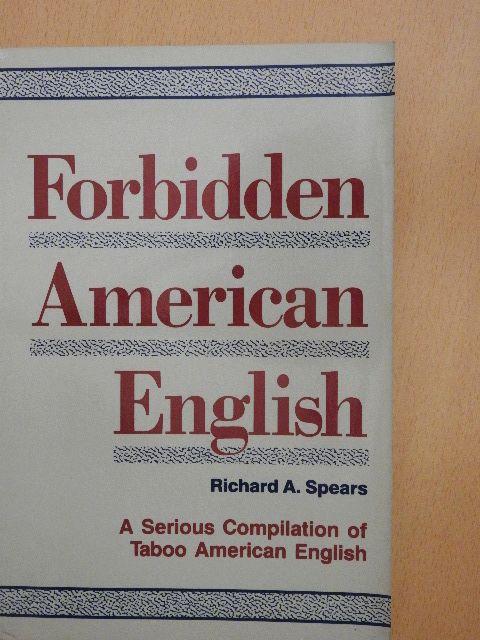 Forbidden
American
English
Richard A. Spears
A Serious Compilation of
Taboo American English